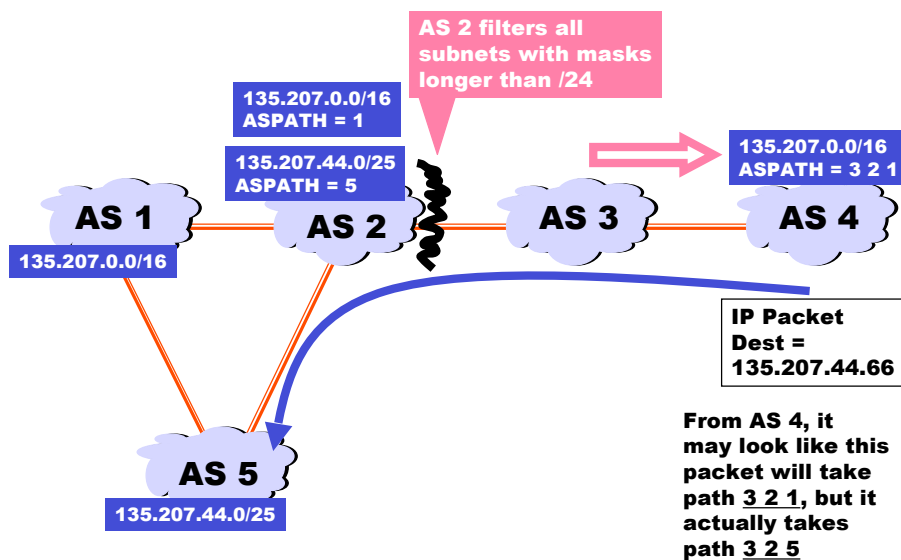 AS 2 filters all
subnets with masks
longer than /24
135.207.0.0/16
ASPATH = 1
135.207.44.0/25
ASPATH = 5
135.207.0.0/16
ASPATH = 3 2 1
AS 1
AS 2
AS 3
AS 4
135.207.0.0/16
IP Packet
Dest =
135.207.44.66
From AS 4, it
may look like this
packet will take
path 3 2 1, but it
actually takes
path 3 2 5
AS 5
135.207.44.0/25